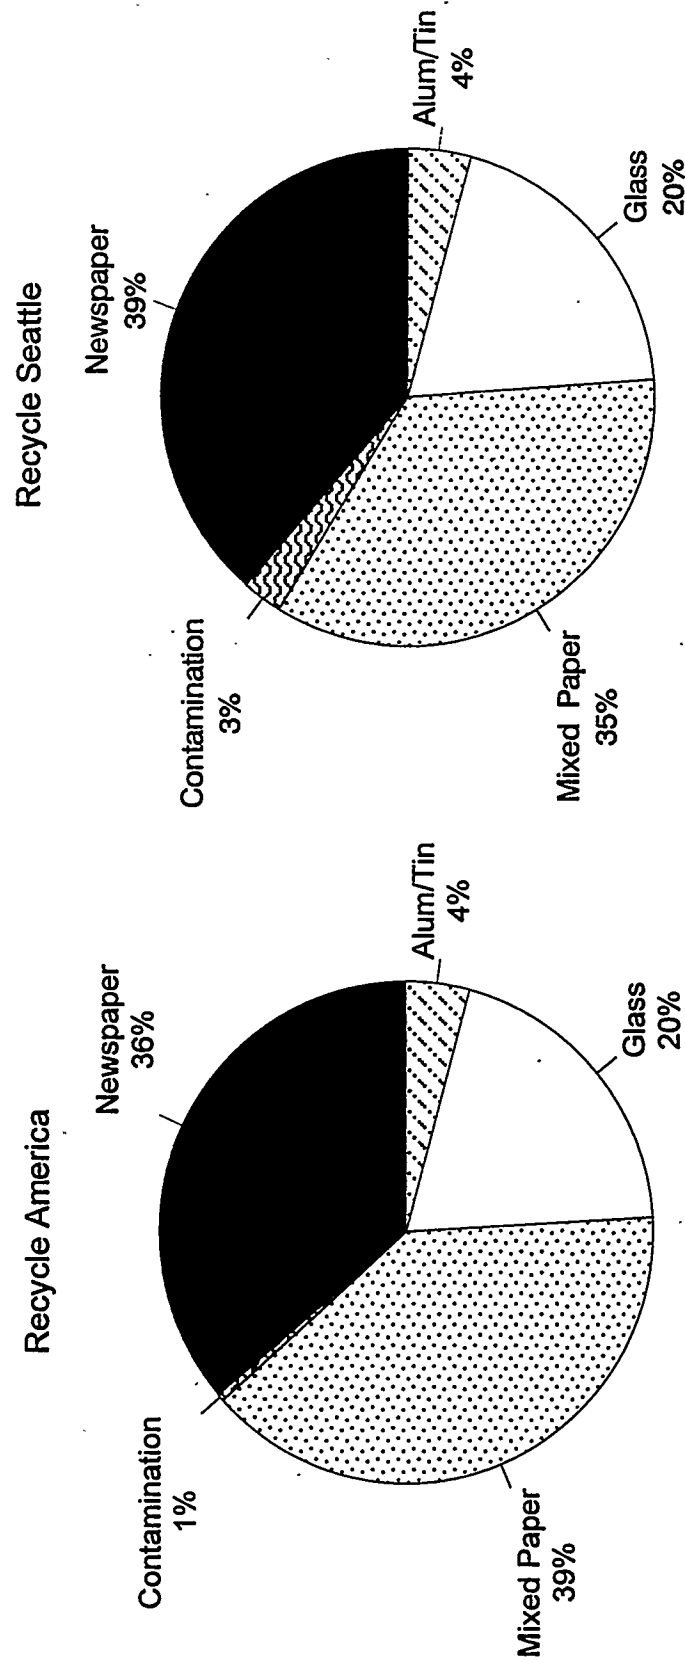 Recycle America
Newspaper
36%
Alum/Tin
4%
Glass
20%
Mixed Paper
39%
Contamination
1%
Recycle Seattle
Newspaper
39%
Alum/Tin
4%
Glass
20%
Mixed Paper
35%
Contamination
3%